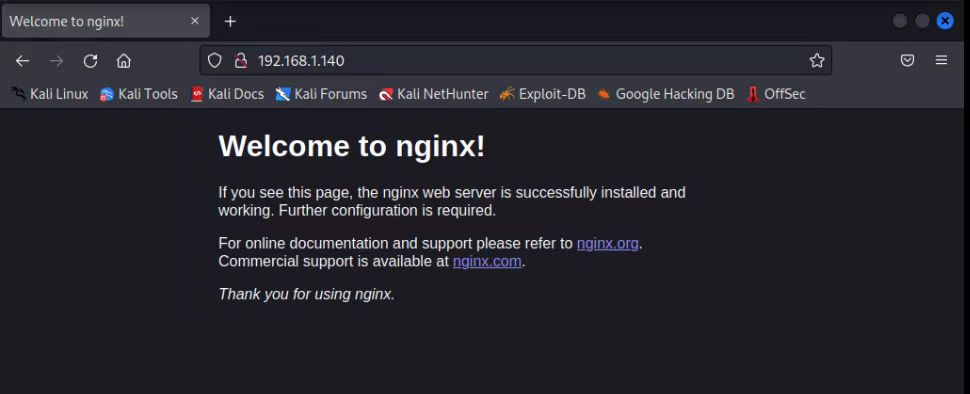 Welcome to nginx!
192.168.1.140
Kali Linux Kali Tools Kali Docs Kali Forums Kali NetHunter Exploit-DB Google Hacking DB OffSec
Welcome to nginx!
If you see this page, the nginx web server is successfully installed and
working. Further configuration is required.
For online documentation and support please refer to nginx.org.
Commercial support is available at nginx.com.
Thank you for using nginx.